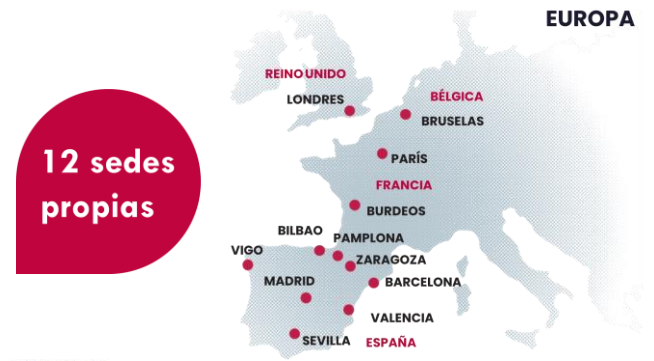 EUROPA
12 sedes
propias
REINO UNIDO
LONDRES
BÉLGICA
BRUSELAS
PARÍS
FRANCIA
BURDEOS
BILBAO
PAMPLONA
VIGO
ZARAGOZA
MADRID
BARCELONA
VALENCIA
SEVILLA
ESPAÑA